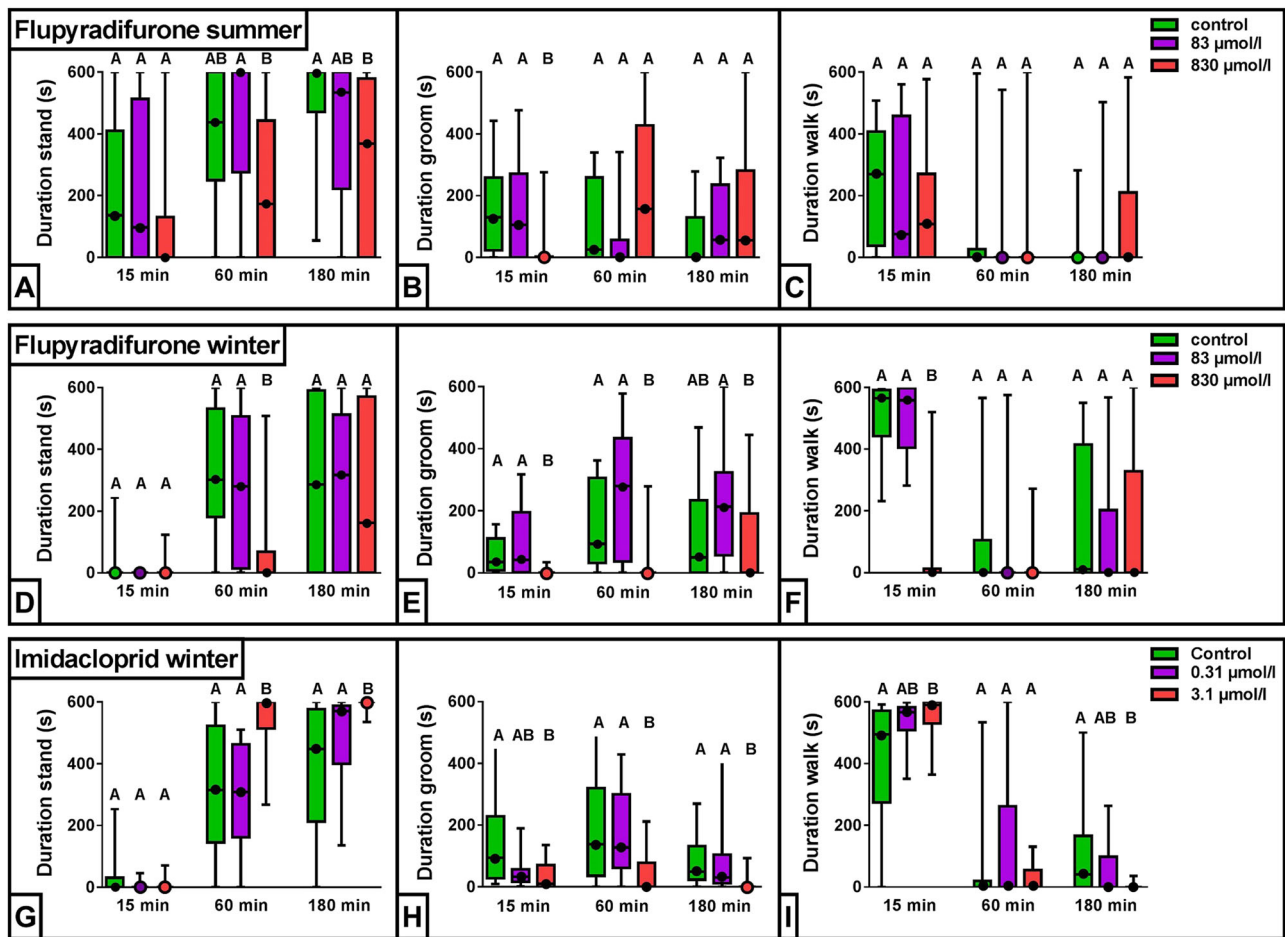 Flupyradifurone summer
control
83 µmol/l
830 µmol/l
A A A AB A B A AB B
Duration stand (s)
600
400
200
0
15 min 60 min 180 min
A
A A B A A A A A A
Duration groom (s)
600
400
200
0
15 min 60 min 180 min
B
A A A A A A A A A
Duration walk (s)
600
400
200
0
15 min 60 min 180 min
C
Flupyradifurone winter
control
83 µmol/l
830 µmol/l
A A A A A B A A A
Duration stand (s)
600
400
200
0
15 min 60 min 180 min
D
A A B A A B AB A B
Duration groom (s)
600
400
200
0
15 min 60 min 180 min
E
A A B A A A A A A
Duration walk (s)
600
400
200
0
15 min 60 min 180 min
F
Imidacloprid winter
Control
0.31 µmol/l
3.1 µmol/l
A A A A A B A A B
Duration stand (s)
600
400
200
0
15 min 60 min 180 min
G
A AB B A A B A A B
Duration groom (s)
600
400
200
0
15 min 60 min 180 min
H
A AB B A A A A AB B
Duration walk (s)
600
400
200
0
15 min 60 min 180 min
I